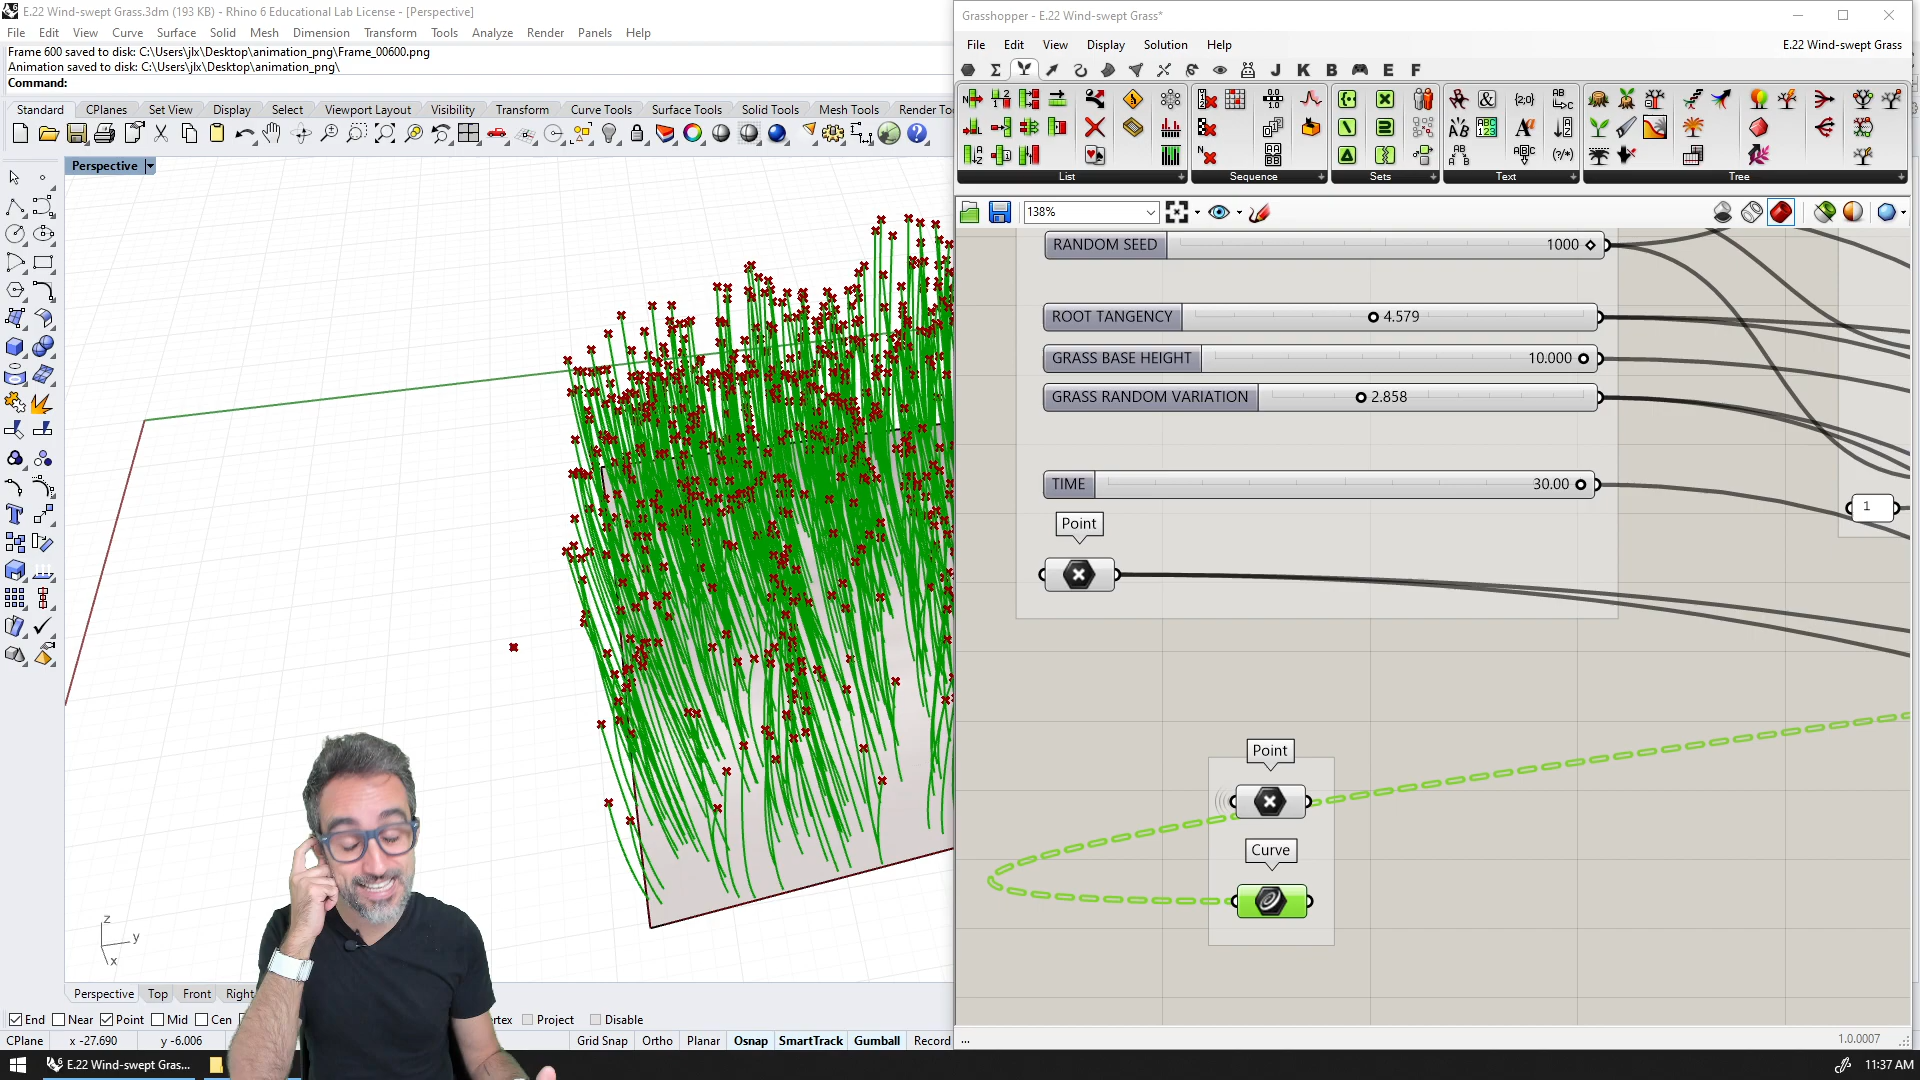 E.22 Wind-swept Grass.3dm (193 KB) - Rhino 6 Educational Lab License - [Perspective]
File Edit View Curve Surface Solid Mesh Dimension Transform Tools Analyze Render Panels Help
Frame 600 saved to disk: C:\Users\jlx\Desktop\animation_png\Frame_00600.png
Animation saved to disk: C:\Users\jlx\Desktop\animation_png\
Command:
Standard CPlanes Set View Display Select Viewport Layout Visibility Transform Curve Tools Surface Tools Solid Tools Mesh Tools Render To
Perspective
z
y
x
Perspective Top Front Right
End Near Point Mid Cen rtex Project Disable
CPlane x -27.690 y -6.006 Grid Snap Ortho Planar Osnap SmartTrack Gumball Record
E.22 Wind-swept Gras...
Grasshopper - E.22 Wind-swept Grass*
File Edit View Display Solution Help E.22 Wind-swept Grass
J K B E F
List Sequence Sets Text Tree
138%
RANDOM SEED 1000
ROOT TANGENCY 4.579
GRASS BASE HEIGHT 10.000
GRASS RANDOM VARIATION 2.858
TIME 30.00
1
Point
Point
Curve
...
1.0.0007
11:37 AM